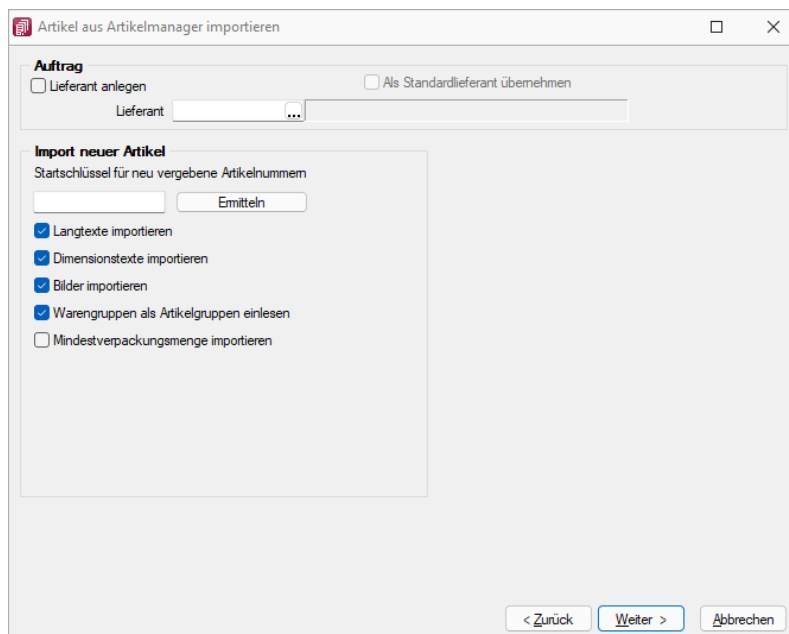 Artikel aus Artikelmanager importieren
Auftrag
Lieferant anlegen
Als Standardlieferant übernehmen
Lieferant
...
Import neuer Artikel
Startschlüssel für neu vergebene Artikelnummern
Ermitteln
Langtexte importieren
Dimensionstexte importieren
Bilder importieren
Warengruppen als Artikelgruppen einlesen
Mindestverpackungsmenge importieren
< Zurück Weiter > Abbrechen